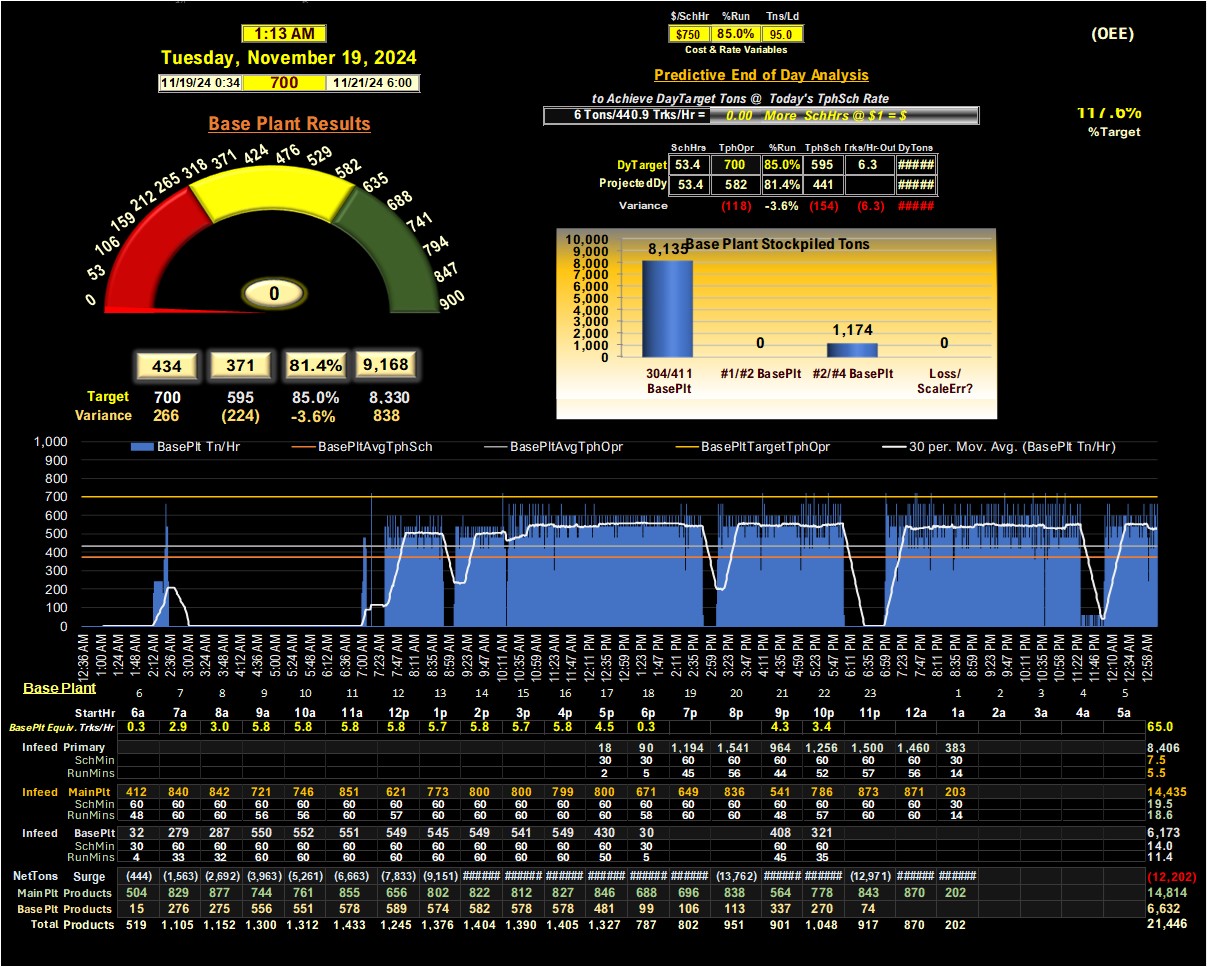 $/SchHr %Run Tns/Ld
1:13 AM $750 85.0% 95.0 (OEE)
Cost & Rate Variables
Tuesday, November 19, 2024
Predictive End of Day Analysis
11/19/24 0:34 700 11/21/24 6:00
to Achieve DayTarget Tons @ Today's TphSch Rate
6 Tons/440.9 Trks/Hr = 0.00 More SchHrs @ $1 = $
117.6%
%Target
Base Plant Results
SchHrs TphOpr %Run TphSch Trks/Hr-Out DyTons
DyTarget 53.4 700 85.0% 595 6.3 #####
ProjectedDy 53.4 582 81.4% 441 #####
Variance (118) -3.6% (154) (6.3) #####
0 53 106 159 212 265 318 371 424 476 529 582 635 688 741 794 847 900
0
Base Plant Stockpiled Tons
10,000
9,000
8,000
7,000
6,000
5,000
4,000
3,000
2,000
1,000
0
8,135 0 1,174 0
304/411 BasePlt #1/#2 BasePlt #2/#4 BasePlt Loss/ ScaleErr?
434 371 81.4% 9,168
Target 700 595 85.0% 8,330
Variance 266 (224) -3.6% 838
BasePlt Tn/Hr BasePltAvgTphSch BasePltAvgTphOpr BasePltTargetTphOpr 30 per. Mov. Avg. (BasePlt Tn/Hr)
1,000
900
800
700
600
500
400
300
200
100
0
12:36 AM 1:00 AM 1:24 AM 1:48 AM 2:12 AM 2:36 AM 3:00 AM 3:24 AM 3:48 AM 4:12 AM 4:36 AM 5:00 AM 5:24 AM 5:48 AM 6:12 AM 6:36 AM 7:00 AM 7:23 AM 7:47 AM 8:11 AM 8:35 AM 8:59 AM 9:23 AM 9:47 AM 10:11 AM 10:35 AM 10:59 AM 11:23 AM 11:47 AM 12:11 PM 12:35 PM 12:59 PM 1:23 PM 1:47 PM 2:11 PM 2:35 PM 2:59 PM 3:23 PM 3:47 PM 4:11 PM 4:35 PM 4:59 PM 5:23 PM 5:47 PM 6:11 PM 6:35 PM 6:59 PM 7:23 PM 7:47 PM 8:11 PM 8:35 PM 8:59 PM 9:23 PM 9:47 PM 10:11 PM 10:35 PM 10:58 PM 11:22 PM 11:46 PM 12:10 AM 12:34 AM 12:58 AM
Base Plant 6 7 8 9 10 11 12 13 14 15 16 17 18 19 20 21 22 23 1 2 3 4 5
StartHr 6a 7a 8a 9a 10a 11a 12p 1p 2p 3p 4p 5p 6p 7p 8p 9p 10p 11p 12a 1a 2a 3a 4a 5a
BasePlt Equiv. Trks/Hr 0.3 2.9 3.0 5.8 5.8 5.8 5.8 5.8 5.7 5.8 5.7 5.8 4.5 0.3 4.3 3.4 65.0
Infeed Primary 18 90 1,194 1,541 964 1,256 1,500 1,460 383 8,406
SchMin 30 30 60 60 60 60 60 60 30 7.5
RunMins 2 5 45 56 44 52 57 56 14 5.5
Infeed MainPlt 412 840 842 721 746 851 621 773 800 800 799 800 671 649 836 541 786 873 871 203 14,435
SchMin 60 60 60 60 60 60 60 60 60 60 60 60 60 60 60 60 60 60 60 30 19.5
RunMins 48 60 60 56 56 60 57 60 60 60 60 60 58 60 60 48 57 60 60 14 18.6
Infeed BasePlt 32 279 287 550 552 551 549 545 549 541 549 430 30 408 321 6,173
SchMin 30 60 60 60 60 60 60 60 60 60 60 60 30 60 60 14.0
RunMins 4 33 32 60 60 60 60 60 60 60 60 50 5 45 35 11.4
NetTons Surge (444) (1,563) (2,692) (3,963) (5,261) (6,663) (7,833) (9,151) ###### ###### ###### ###### ###### ###### (13,762) ###### ###### (12,971) ###### ###### (12,202)
MainPlt Products 504 829 877 744 761 855 656 802 822 812 827 846 688 696 838 564 778 843 870 202 14,814
BasePlt Products 15 276 275 556 551 578 589 574 582 578 578 481 99 106 113 337 270 74 6,632
Total Products 519 1,105 1,152 1,300 1,312 1,433 1,245 1,376 1,404 1,390 1,405 1,327 787 802 951 901 1,048 917 870 202 21,446